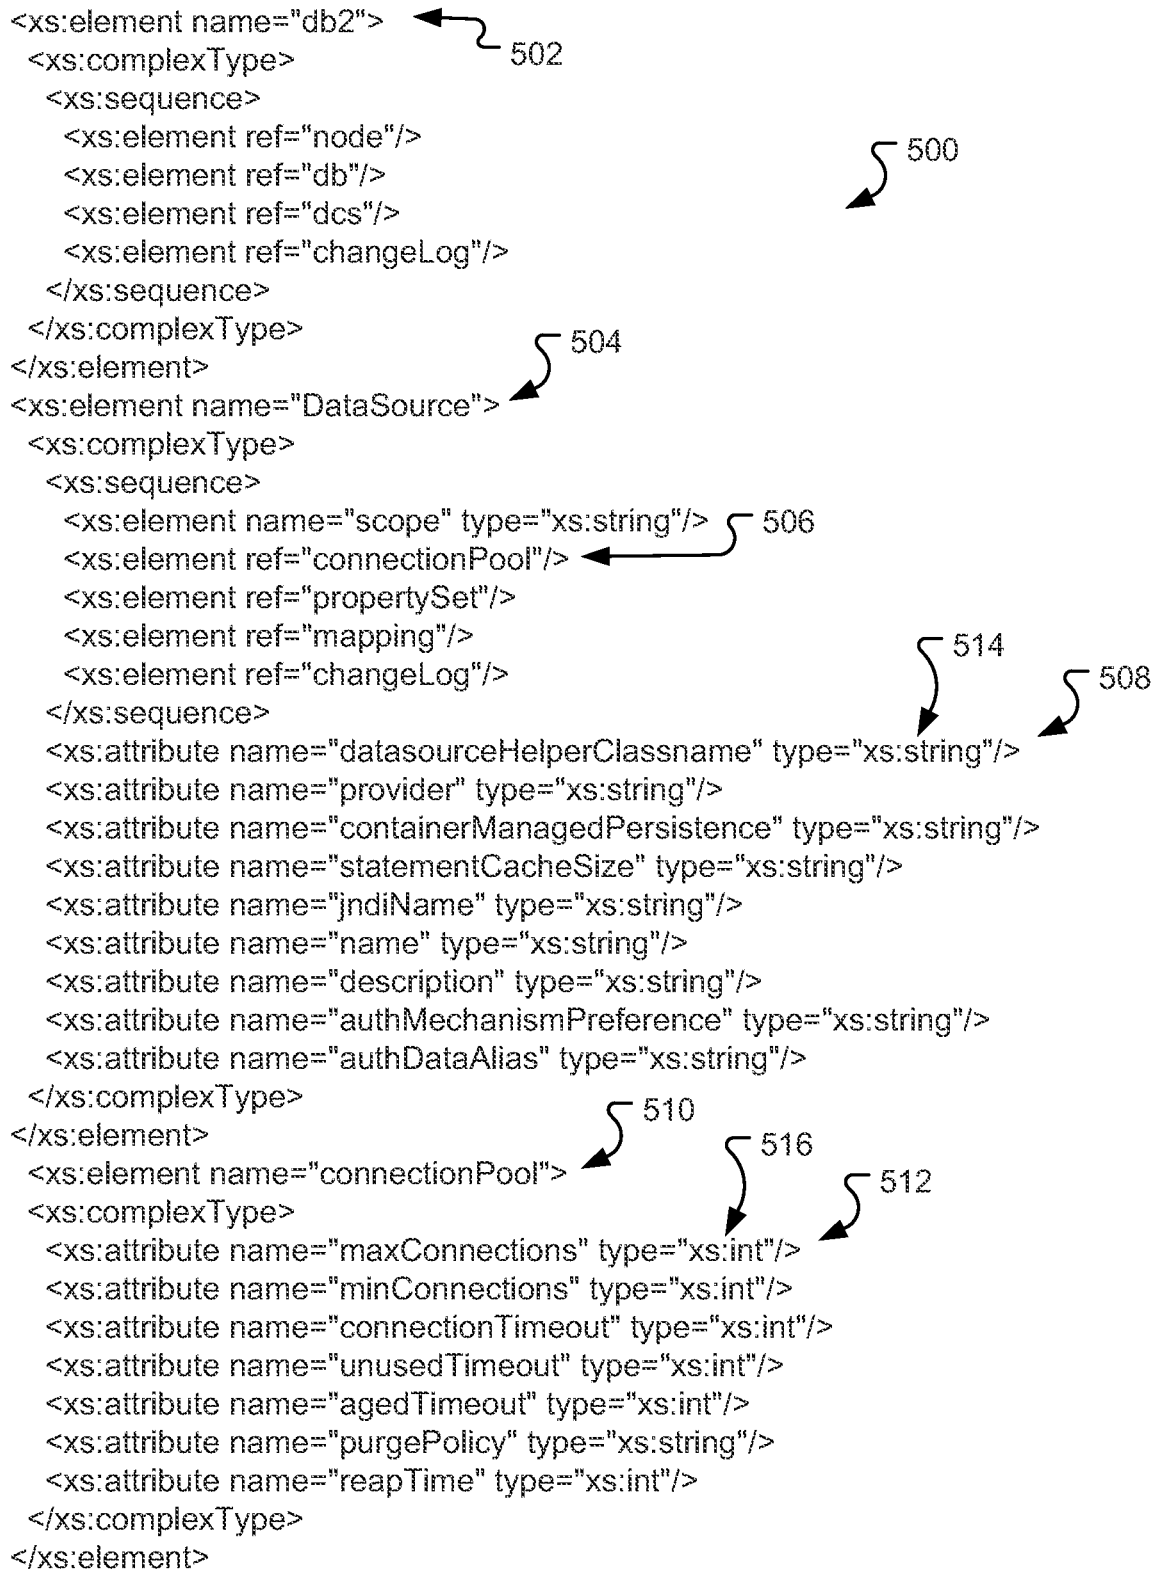 <xs:element name="db2"> 502
<xs:complexType>
<xs:sequence>
<xs:element ref="node"/>
500
<xs:element ref="db"/>
<xs:element ref="dcs"/>
<xs:element ref="changeLog"/>
</xs:sequence>
</xs:complexType>
504
</xs:element>
<xs:element name="DataSource">
<xs:complexType>
<xs:sequence>
<xs:element name="scope" type="xs:string"/> 506
<xs:element ref="connectionPool"/>
<xs:element ref="propertySet"/>
<xs:element ref="mapping"/>
514
<xs:element ref="changeLog"/> 508
</xs:sequence>
<xs:attribute name="datasourceHelperClassname" type="xs:string"/>
<xs:attribute name="provider" type="xs:string"/>
<xs:attribute name="containerManagedPersistence" type="xs:string"/>
<xs:attribute name="statementCacheSize" type="xs:string"/>
<xs:attribute name="jndiName" type="xs:string"/>
<xs:attribute name="name" type="xs:string"/>
<xs:attribute name="description" type="xs:string"/>
<xs:attribute name="authMechanismPreference" type="xs:string"/>
<xs:attribute name="authDataAlias" type="xs:string"/>
</xs:complexType>
510
</xs:element>
516
<xs:element name="connectionPool"> 512
<xs:complexType>
<xs:attribute name="maxConnections" type="xs:int"/>
<xs:attribute name="minConnections" type="xs:int"/>
<xs:attribute name="connectionTimeout" type="xs:int"/>
<xs:attribute name="unusedTimeout" type="xs:int"/>
<xs:attribute name="agedTimeout" type="xs:int"/>
<xs:attribute name="purgePolicy" type="xs:string"/>
<xs:attribute name="reapTime" type="xs:int"/>
</xs:complexType>
</xs:element>